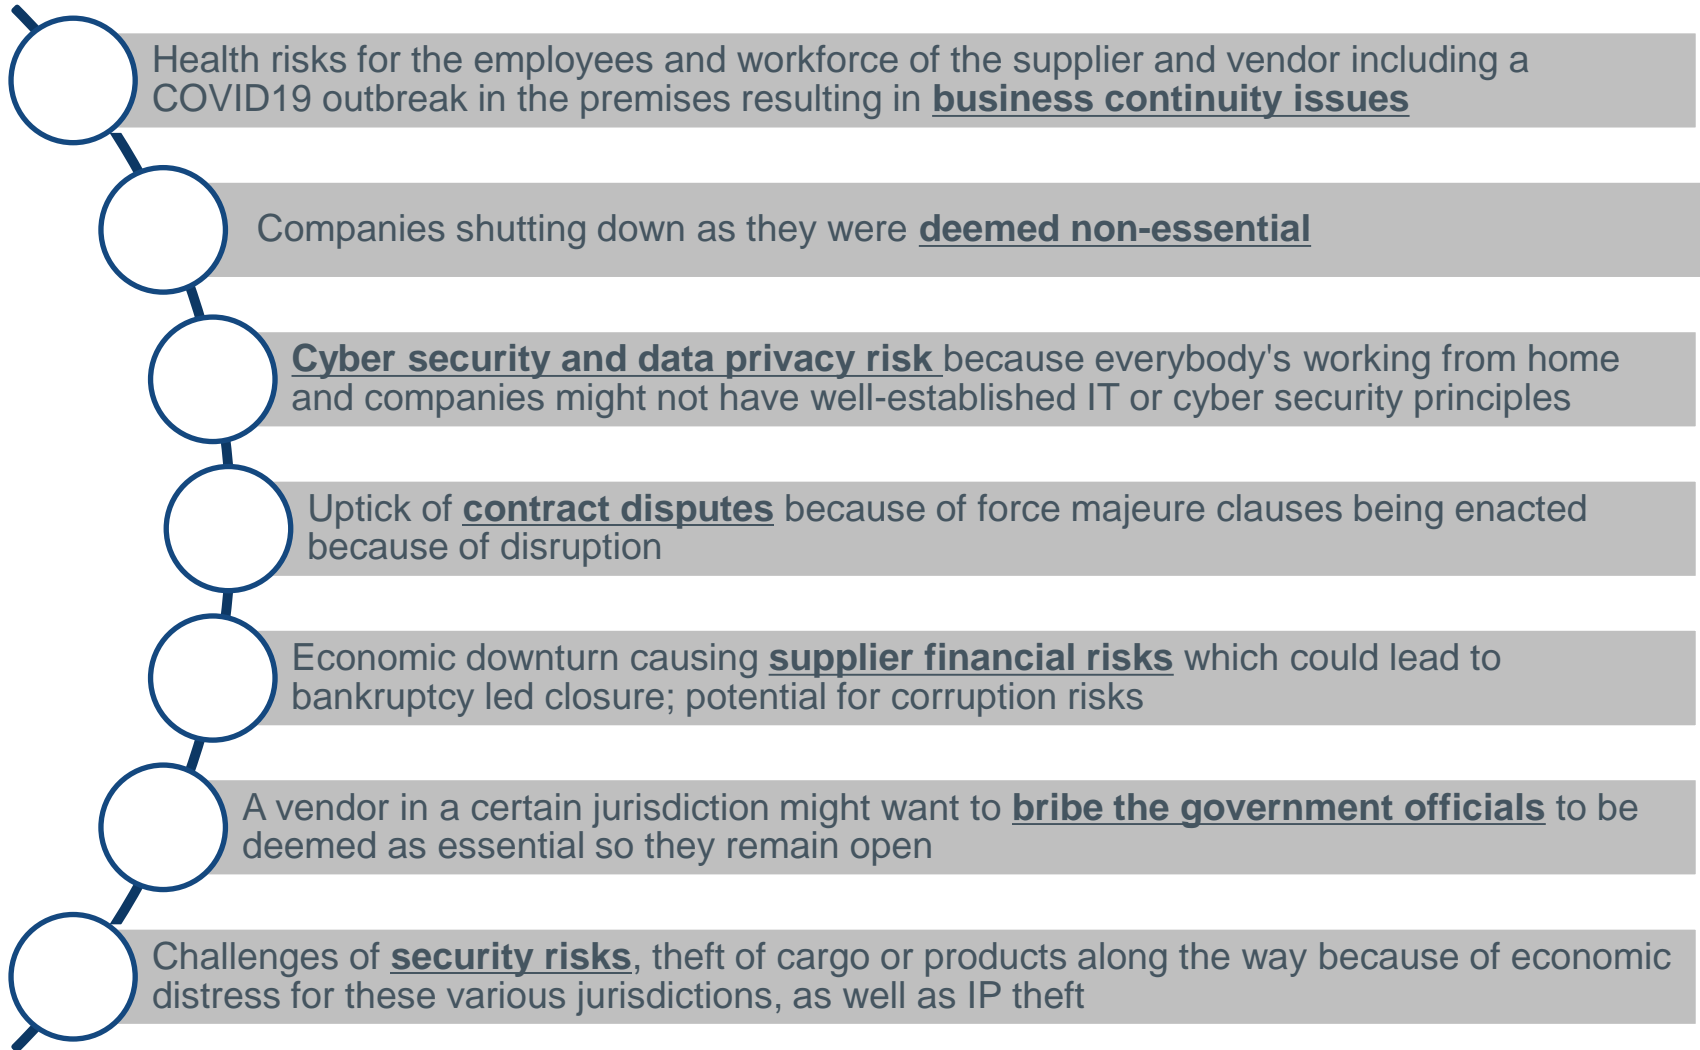 Health risks for the employees and workforce of the supplier and vendor including a
COVID19 outbreak in the premises resulting in business continuity issues
Companies shutting down as they were deemed non-essential
Cyber security and data privacy risk because everybody's working from home
and companies might not have well-established IT or cyber security principles
Uptick of contract disputes because of force majeure clauses being enacted
because of disruption
Economic downturn causing supplier financial risks which could lead to
bankruptcy led closure; potential for corruption risks
A vendor in a certain jurisdiction might want to bribe the government officials to be
deemed as essential so they remain open
Challenges of security risks, theft of cargo or products along the way because of economic
distress for these various jurisdictions, as well as IP theft